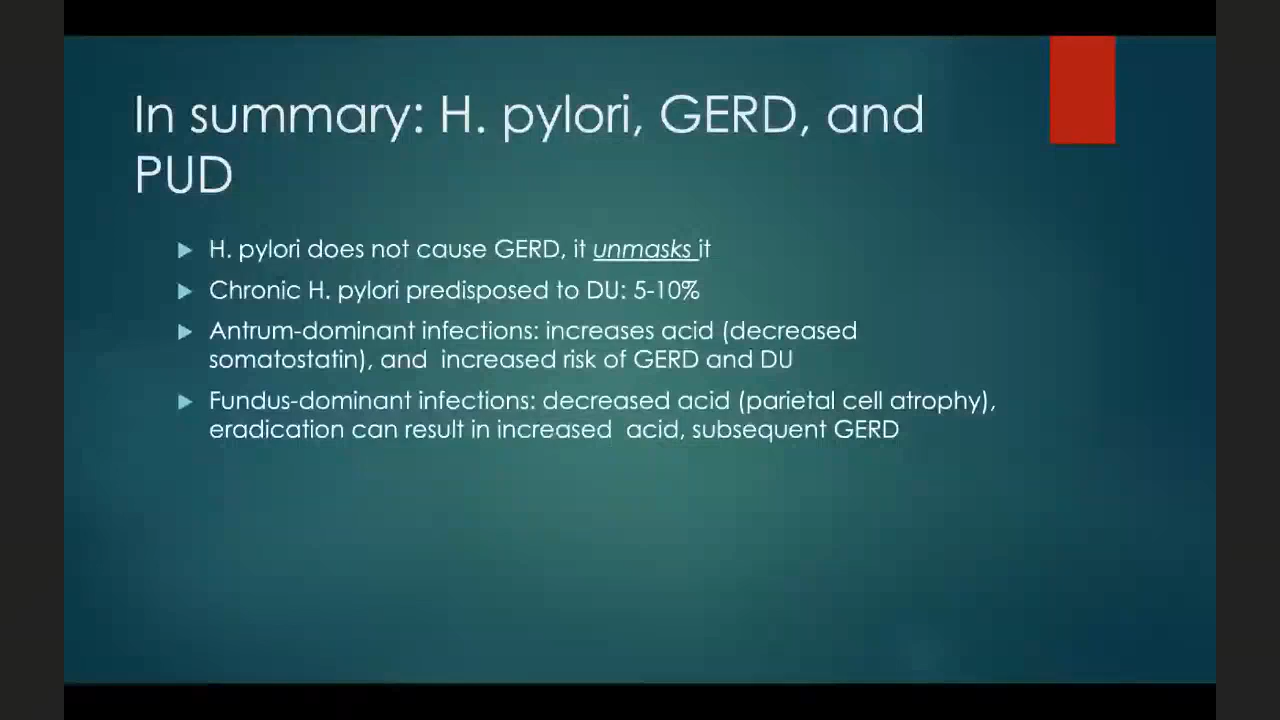 In summary: H. pylori, GERD, and
PUD
H. pylori does not cause GERD, it unmasks it
Chronic H. pylori predisposed to DU: 5-10%
Antrum-dominant infections: increases acid (decreased
somatostatin), and increased risk of GERD and DU
Fundus-dominant infections: decreased acid (parietal cell atrophy),
eradication can result in increased acid, subsequent GERD